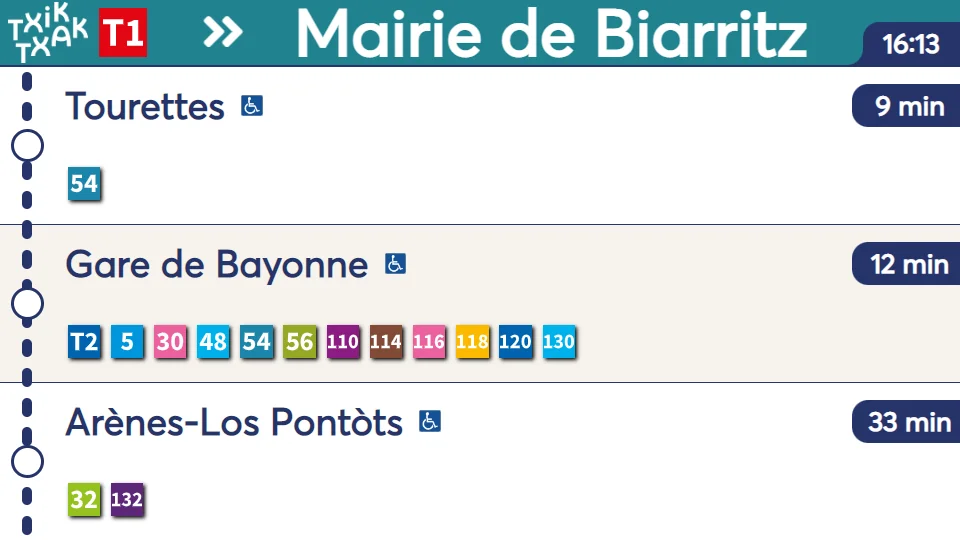 TXIK TXAK T1 Mairie de Biarritz 16:13
Tourettes 9 min
54
Gare de Bayonne 12 min
T2 5 30 48 54 56 110 114 116 118 120 130
Arènes-Los Pontòts 33 min
32 132